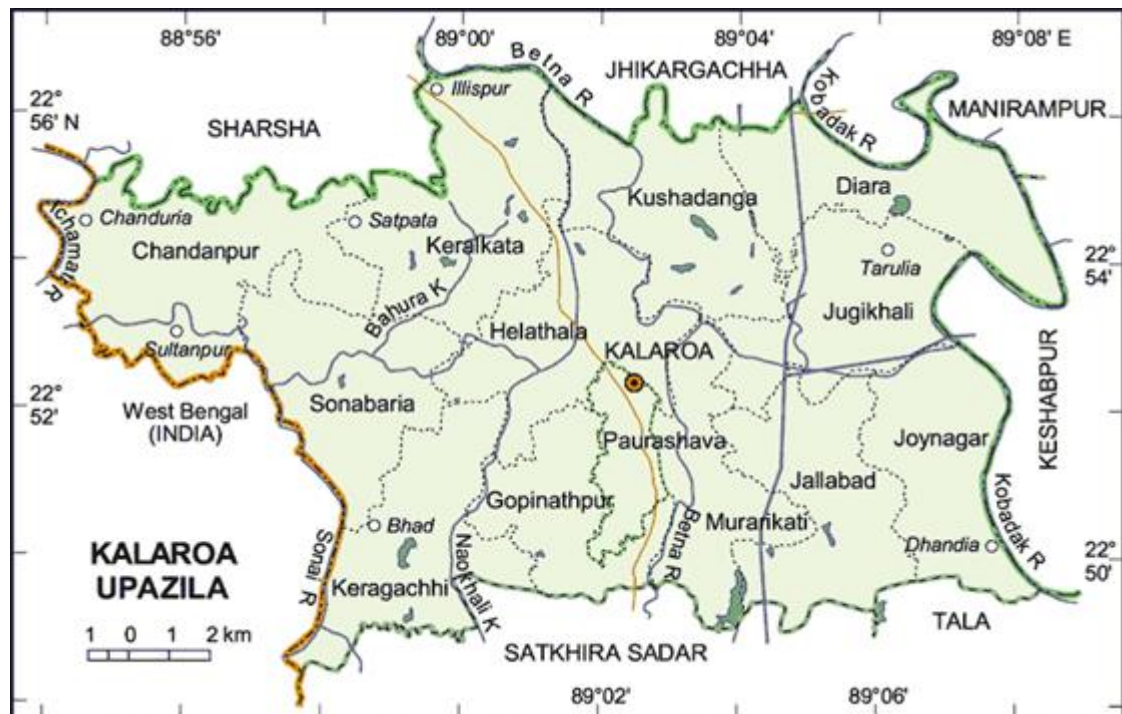 88°56'
89°00'
89°04'
89°08' E
Betna R
JHIKARGACHHA
Illispur
Kobadak R
22°
56' N
MANIRAMPUR
SHARSHA
Diara
Kushadanga
Ichamati R
Chanduria
Satpata
Keralkata
Chandanpur
Tarulia
22°
54'
Bahura K
Jugikhali
Helathala
Sultanpur
KALAROA
22°
52'
Sonabaria
West Bengal
(INDIA)
KESHABPUR
Paurashava
Joynagar
Jallabad
Gopinathpur
Kobadak R
Murarikati
Bhad
Betna R
Naokhali K
Sonai R
Dhandia
22°
50'
KALAROA
UPAZILA
Keragachhi
1 0 1 2 km
TALA
SATKHIRA SADAR
89°02'
89°06'